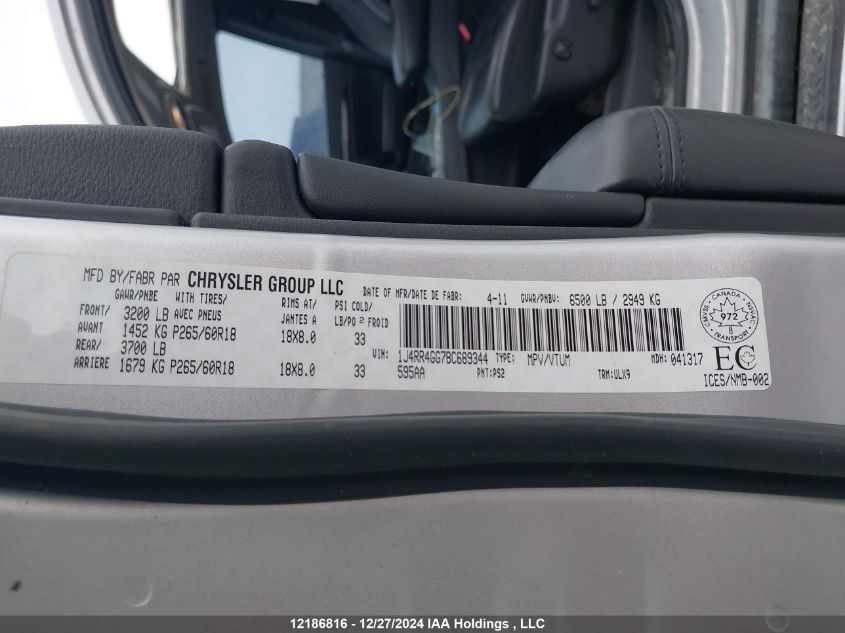 MFD BY/FABR PAR CHRYSLER GROUP LLC
DATE OF MFR/DATE DE FABR: 4-11 GVWR/PNBV: 6500 LB / 2949 KG
GAWR/PNBE WITH TIRES/ RIMS AT/ PSI COLD/
FRONT/ 3200 LB AVEC PNEUS JANTES A LB/PO 2 FROID
AVANT 1452 KG P265/60R18 18X8.0 33
REAR/ 3700 LB
ARRIERE 1679 KG P265/60R18 18X8.0 33
VIN: 1J4RR4GG7BC689344 TYPE: MPV/VTUM MDH: 041317
595AA PNT:PS2 TRM:ULX9
CANADA
TRANSPORT
972
EC
ICES/NMB-002
12186816 - 12/27/2024 IAA Holdings , LLC